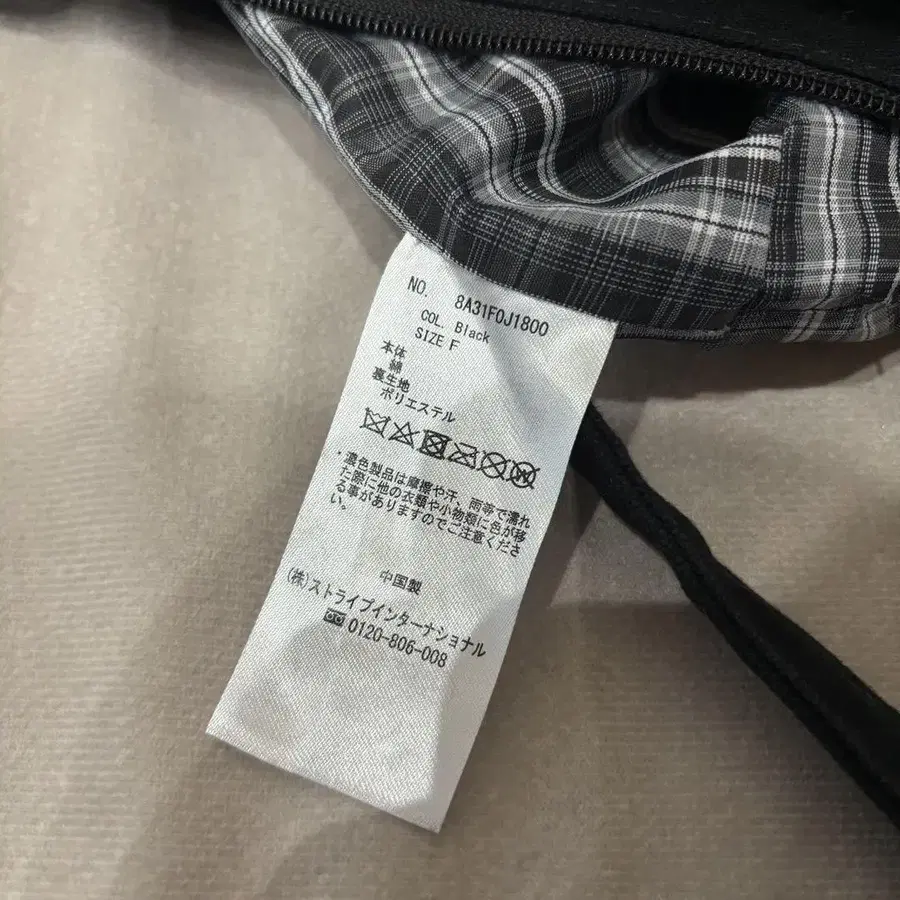 NO. 8A31F0J1800
COL. Black
SIZE F
本体
綿
裏生地
ポリエステル
・濃色製品は摩擦や汗、雨等で濡れ
た際に他の衣類や小物類に色が移
る事がありますのでご注意くださ
い。
中国製
(株)ストライプインターナショナル
0120-806-008